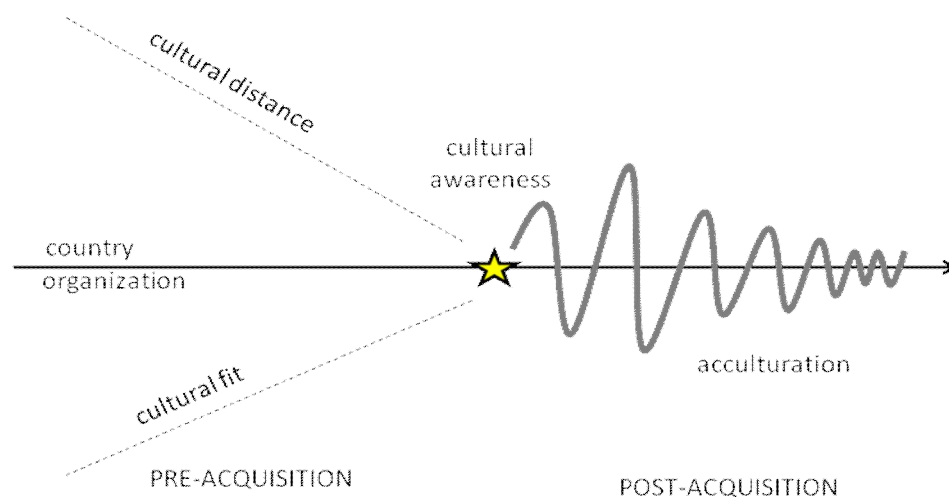 cultural distance
cultural
awareness
country
organization
acculturation
cultural fit
PRE-ACQUISITION
POST-ACQUISITION